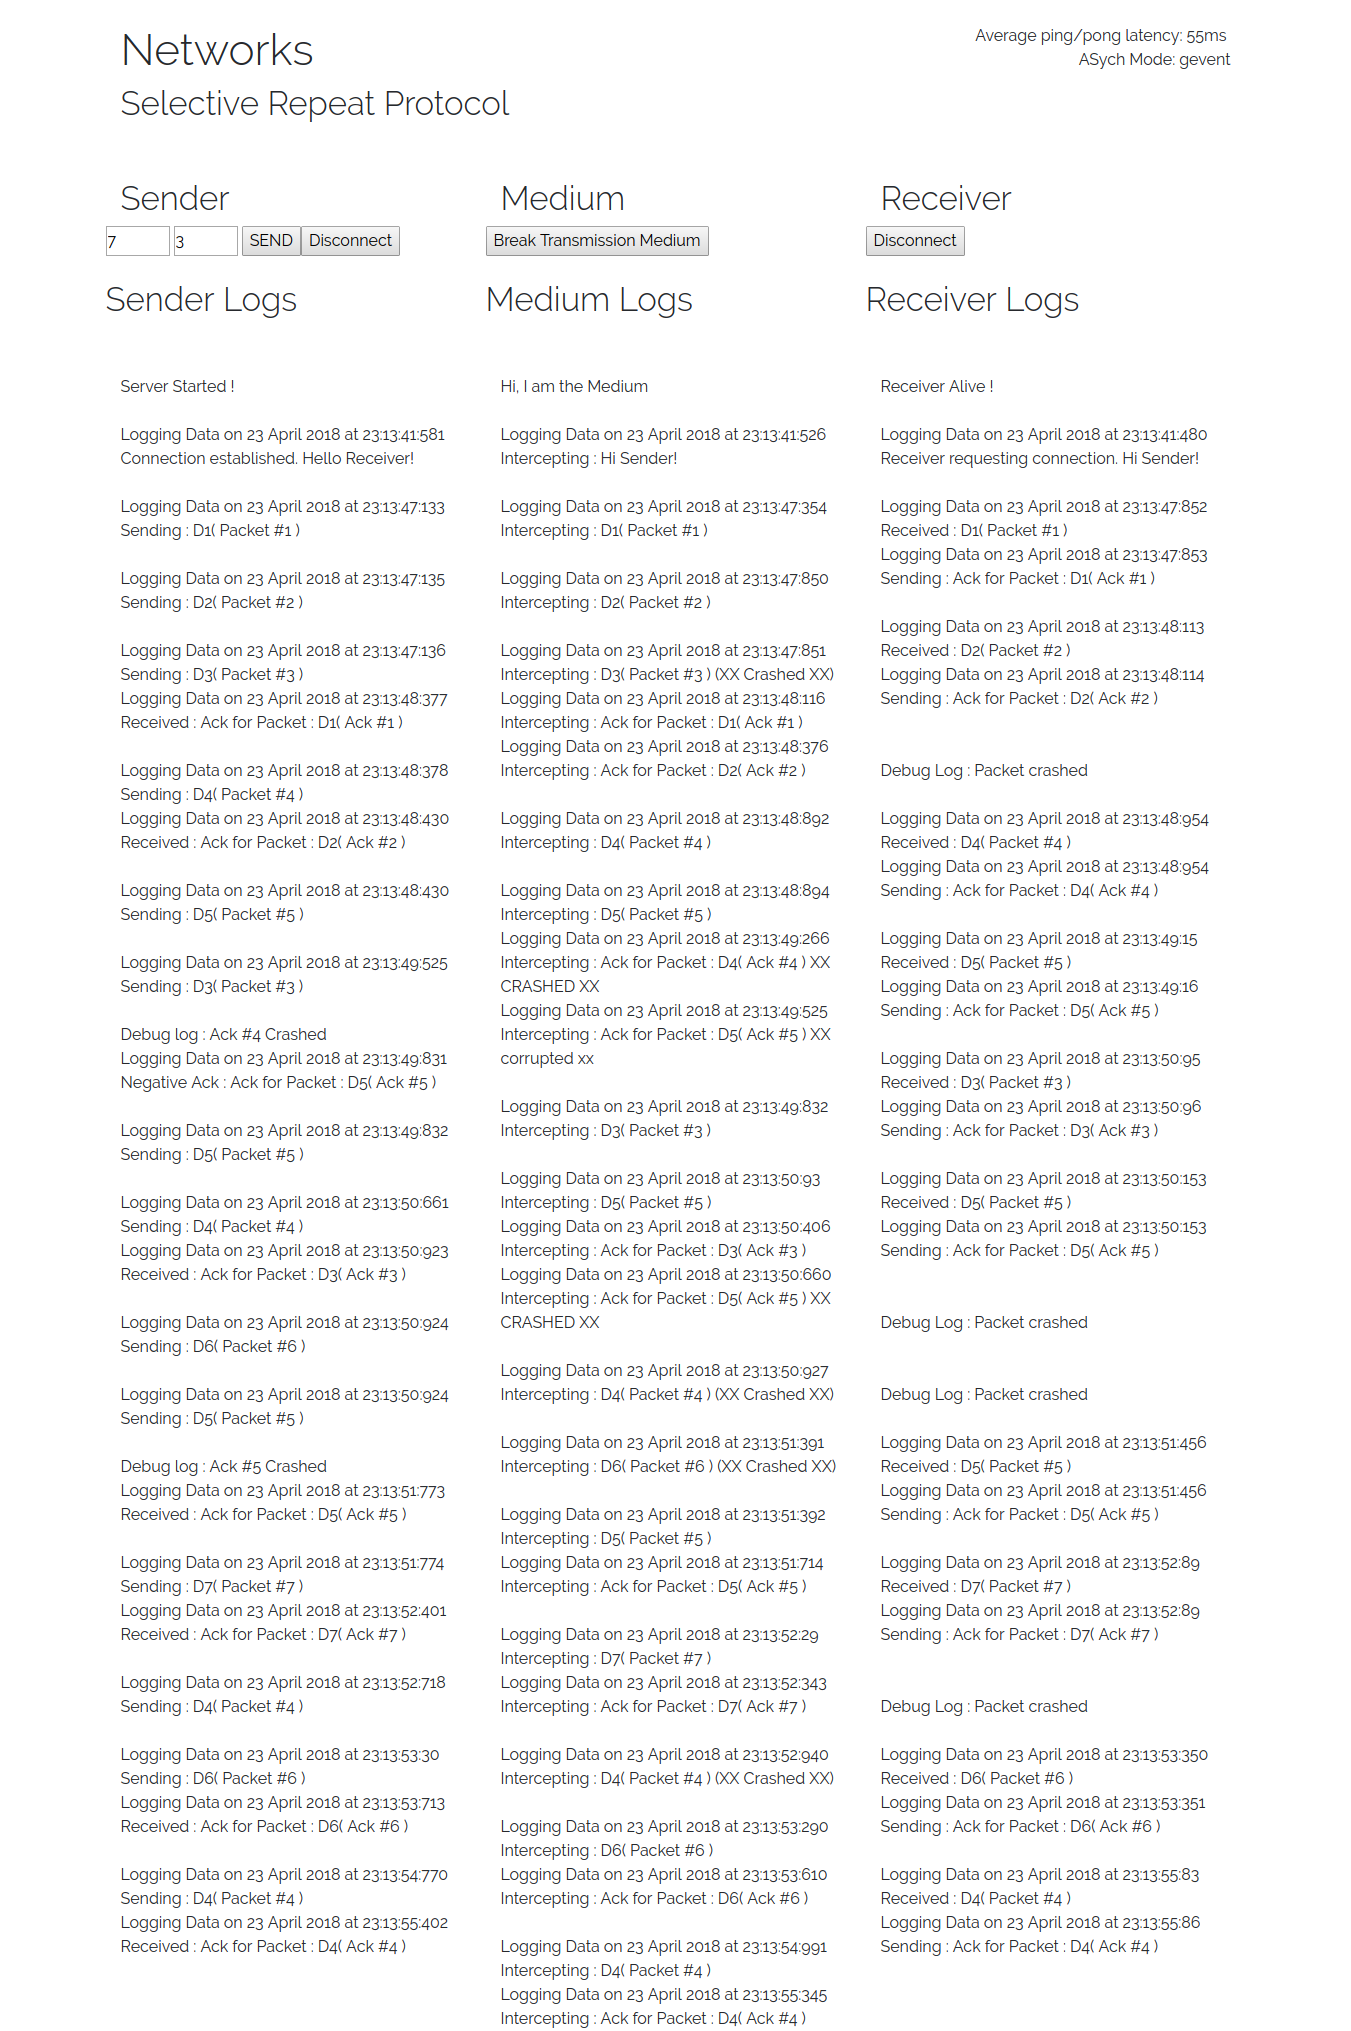 Networks
Average ping/pong latency: 55ms
ASych Mode: gevent
Selective Repeat Protocol
Sender
7
3
SEND
Disconnect
Sender Logs
Server Started !
Logging Data on 23 April 2018 at 23:13:41:581
Connection established. Hello Receiver!
Logging Data on 23 April 2018 at 23:13:47:133
Sending : D1( Packet #1 )
Logging Data on 23 April 2018 at 23:13:47:135
Sending : D2( Packet #2 )
Logging Data on 23 April 2018 at 23:13:47:136
Sending : D3( Packet #3 )
Logging Data on 23 April 2018 at 23:13:48:377
Received : Ack for Packet : D1( Ack #1 )
Logging Data on 23 April 2018 at 23:13:48:378
Sending : D4( Packet #4 )
Logging Data on 23 April 2018 at 23:13:48:430
Received : Ack for Packet : D2( Ack #2 )
Logging Data on 23 April 2018 at 23:13:48:430
Sending : D5( Packet #5 )
Logging Data on 23 April 2018 at 23:13:49:525
Sending : D3( Packet #3 )
Debug log : Ack #4 Crashed
Logging Data on 23 April 2018 at 23:13:49:831
Negative Ack : Ack for Packet : D5( Ack #5 )
Logging Data on 23 April 2018 at 23:13:49:832
Sending : D5( Packet #5 )
Logging Data on 23 April 2018 at 23:13:50:661
Sending : D4( Packet #4 )
Logging Data on 23 April 2018 at 23:13:50:923
Received : Ack for Packet : D3( Ack #3 )
Logging Data on 23 April 2018 at 23:13:50:924
Sending : D6( Packet #6 )
Logging Data on 23 April 2018 at 23:13:50:924
Sending : D5( Packet #5 )
Debug log : Ack #5 Crashed
Logging Data on 23 April 2018 at 23:13:51:773
Received : Ack for Packet : D5( Ack #5 )
Logging Data on 23 April 2018 at 23:13:51:774
Sending : D7( Packet #7 )
Logging Data on 23 April 2018 at 23:13:52:401
Received : Ack for Packet : D7( Ack #7 )
Logging Data on 23 April 2018 at 23:13:52:718
Sending : D4( Packet #4 )
Logging Data on 23 April 2018 at 23:13:53:30
Sending : D6( Packet #6 )
Logging Data on 23 April 2018 at 23:13:53:713
Received : Ack for Packet : D6( Ack #6 )
Logging Data on 23 April 2018 at 23:13:54:770
Sending : D4( Packet #4 )
Logging Data on 23 April 2018 at 23:13:55:402
Received : Ack for Packet : D4( Ack #4 )
Medium
Break Transmission Medium
Medium Logs
Hi, I am the Medium
Logging Data on 23 April 2018 at 23:13:41:526
Intercepting : Hi Sender!
Logging Data on 23 April 2018 at 23:13:47:354
Intercepting : D1( Packet #1 )
Logging Data on 23 April 2018 at 23:13:47:850
Intercepting : D2( Packet #2 )
Logging Data on 23 April 2018 at 23:13:47:851
Intercepting : D3( Packet #3 ) (XX Crashed XX)
Logging Data on 23 April 2018 at 23:13:48:116
Intercepting : Ack for Packet : D1( Ack #1 )
Logging Data on 23 April 2018 at 23:13:48:376
Intercepting : Ack for Packet : D2( Ack #2 )
Logging Data on 23 April 2018 at 23:13:48:892
Intercepting : D4( Packet #4 )
Logging Data on 23 April 2018 at 23:13:48:894
Intercepting : D5( Packet #5 )
Logging Data on 23 April 2018 at 23:13:49:266
Intercepting : Ack for Packet : D4( Ack #4 ) XX
CRASHED XX
Logging Data on 23 April 2018 at 23:13:49:525
Intercepting : Ack for Packet : D5( Ack #5 ) XX
corrupted xx
Logging Data on 23 April 2018 at 23:13:49:832
Intercepting : D3( Packet #3 )
Logging Data on 23 April 2018 at 23:13:50:93
Intercepting : D5( Packet #5 )
Logging Data on 23 April 2018 at 23:13:50:406
Intercepting : Ack for Packet : D3( Ack #3 )
Logging Data on 23 April 2018 at 23:13:50:660
Intercepting : Ack for Packet : D5( Ack #5 ) XX
CRASHED XX
Logging Data on 23 April 2018 at 23:13:50:927
Intercepting : D4( Packet #4 ) (XX Crashed XX)
Logging Data on 23 April 2018 at 23:13:51:391
Intercepting : D6( Packet #6 ) (XX Crashed XX)
Logging Data on 23 April 2018 at 23:13:51:392
Intercepting : D5( Packet #5 )
Logging Data on 23 April 2018 at 23:13:51:714
Intercepting : Ack for Packet : D5( Ack #5 )
Logging Data on 23 April 2018 at 23:13:52:29
Intercepting : D7( Packet #7 )
Logging Data on 23 April 2018 at 23:13:52:343
Intercepting : Ack for Packet : D7( Ack #7 )
Logging Data on 23 April 2018 at 23:13:52:940
Intercepting : D4( Packet #4 ) (XX Crashed XX)
Logging Data on 23 April 2018 at 23:13:53:290
Intercepting : D6( Packet #6 )
Logging Data on 23 April 2018 at 23:13:53:610
Intercepting : Ack for Packet : D6( Ack #6 )
Logging Data on 23 April 2018 at 23:13:54:991
Intercepting : D4( Packet #4 )
Logging Data on 23 April 2018 at 23:13:55:345
Intercepting : Ack for Packet : D4( Ack #4 )
Receiver
Disconnect
Receiver Logs
Receiver Alive !
Logging Data on 23 April 2018 at 23:13:41:480
Receiver requesting connection. Hi Sender!
Logging Data on 23 April 2018 at 23:13:47:852
Received : D1( Packet #1 )
Logging Data on 23 April 2018 at 23:13:47:853
Sending : Ack for Packet : D1( Ack #1 )
Logging Data on 23 April 2018 at 23:13:48:113
Received : D2( Packet #2 )
Logging Data on 23 April 2018 at 23:13:48:114
Sending : Ack for Packet : D2( Ack #2 )
Debug Log : Packet crashed
Logging Data on 23 April 2018 at 23:13:48:954
Received : D4( Packet #4 )
Logging Data on 23 April 2018 at 23:13:48:954
Sending : Ack for Packet : D4( Ack #4 )
Logging Data on 23 April 2018 at 23:13:49:15
Received : D5( Packet #5 )
Logging Data on 23 April 2018 at 23:13:49:16
Sending : Ack for Packet : D5( Ack #5 )
Logging Data on 23 April 2018 at 23:13:50:95
Received : D3( Packet #3 )
Logging Data on 23 April 2018 at 23:13:50:96
Sending : Ack for Packet : D3( Ack #3 )
Logging Data on 23 April 2018 at 23:13:50:153
Received : D5( Packet #5 )
Logging Data on 23 April 2018 at 23:13:50:153
Sending : Ack for Packet : D5( Ack #5 )
Debug Log : Packet crashed
Debug Log : Packet crashed
Logging Data on 23 April 2018 at 23:13:51:456
Received : D5( Packet #5 )
Logging Data on 23 April 2018 at 23:13:51:456
Sending : Ack for Packet : D5( Ack #5 )
Logging Data on 23 April 2018 at 23:13:52:89
Received : D7( Packet #7 )
Logging Data on 23 April 2018 at 23:13:52:89
Sending : Ack for Packet : D7( Ack #7 )
Debug Log : Packet crashed
Logging Data on 23 April 2018 at 23:13:53:350
Received : D6( Packet #6 )
Logging Data on 23 April 2018 at 23:13:53:351
Sending : Ack for Packet : D6( Ack #6 )
Logging Data on 23 April 2018 at 23:13:55:83
Received : D4( Packet #4 )
Logging Data on 23 April 2018 at 23:13:55:86
Sending : Ack for Packet : D4( Ack #4 )